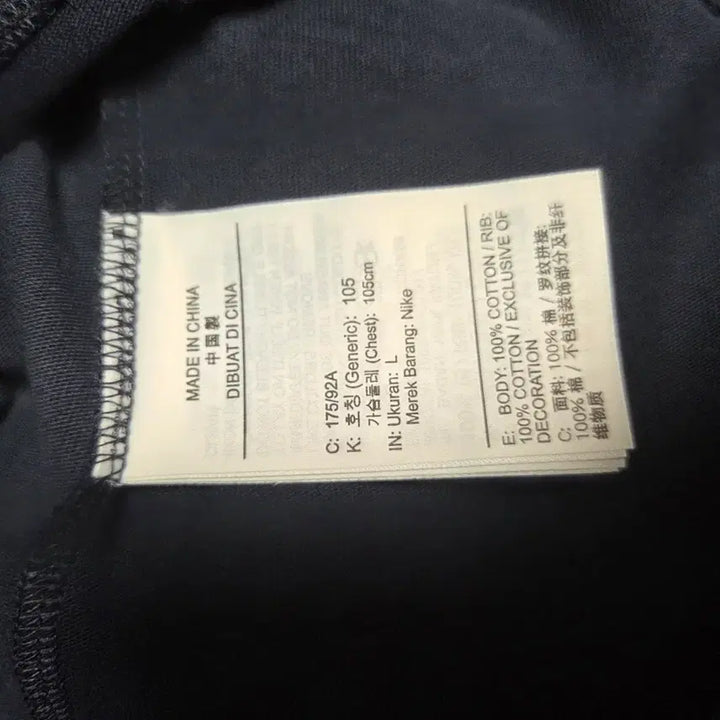 MADE IN CHINA
中国製
DIBUAT DI CINA
C: 175/92A
K: 호칭 (Generic): 105
가슴둘레 (Chest): 105cm
IN: Ukuran: L
Merek Barang: Nike
E: BODY: 100% COTTON / RIB:
100% COTTON / EXCLUSIVE OF
DECORATION
C: 面料: 100% 棉 / 罗纹拼接:
100% 棉 / 不包括装饰部分及非纤
维物质